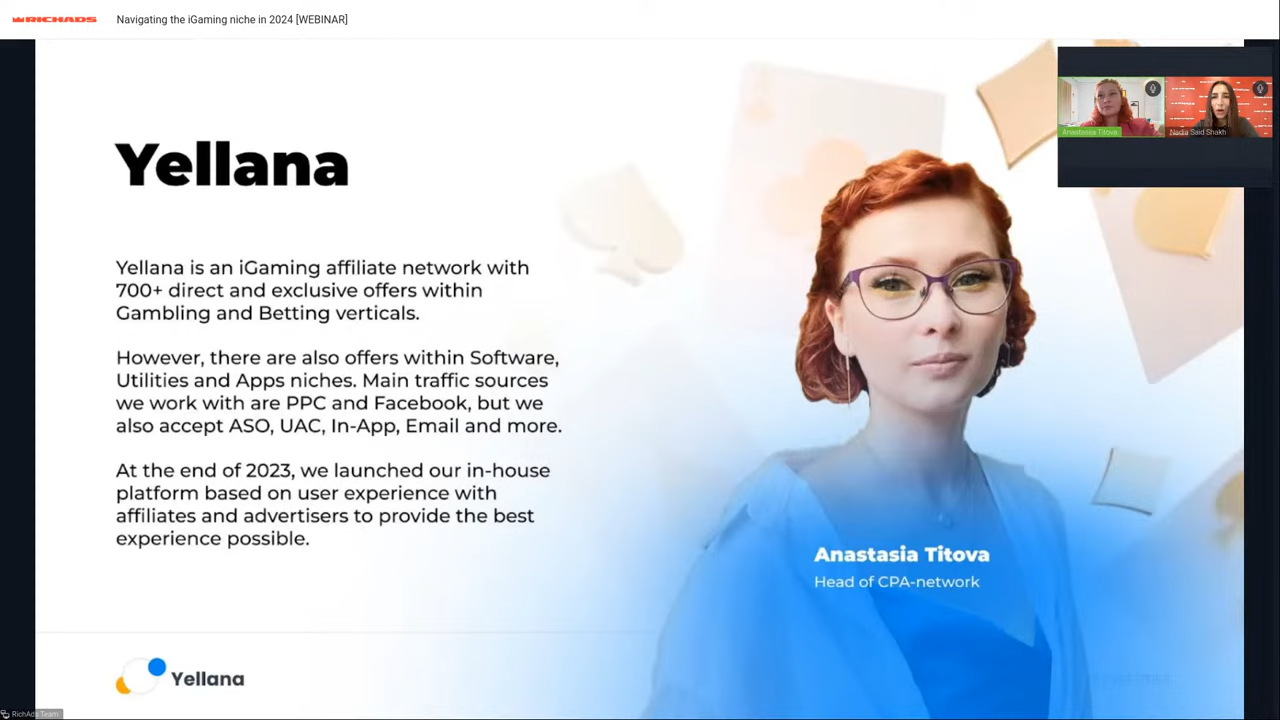 RICHADS
Navigating the iGaming niche in 2024 [WEBINAR]
Anastasiia Titova
Nadia Said Shakh
Yellana
Yellana is an iGaming affiliate network with
700+ direct and exclusive offers within
Gambling and Betting verticals.
However, there are also offers within Software,
Utilities and Apps niches. Main traffic sources
we work with are PPC and Facebook, but we
also accept ASO, UAC, In-App, Email and more.
At the end of 2023, we launched our in-house
platform based on user experience with
affiliates and advertisers to provide the best
experience possible.
Anastasia Titova
Head of CPA-network
Yellana
RichAds Team